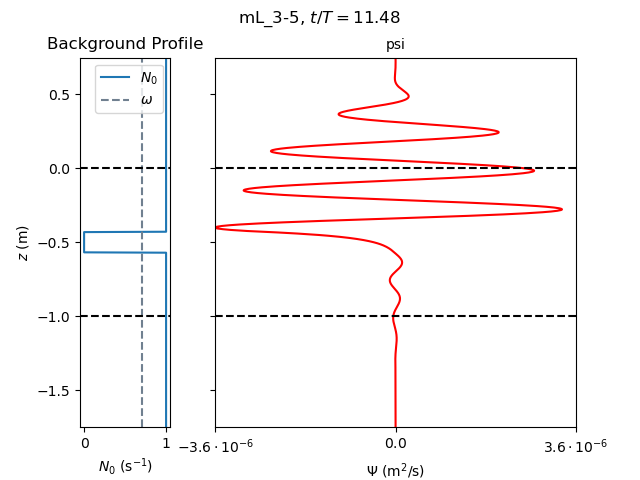 mL_3-5, t/T = 11.48
Background Profile
psi
N₀
ω
0.5
0.0
−0.5
−1.0
−1.5
z (m)
0 1
N₀ (s⁻¹)
−3.6 · 10⁻⁶ 0.0 3.6 · 10⁻⁶
Ψ (m²/s)